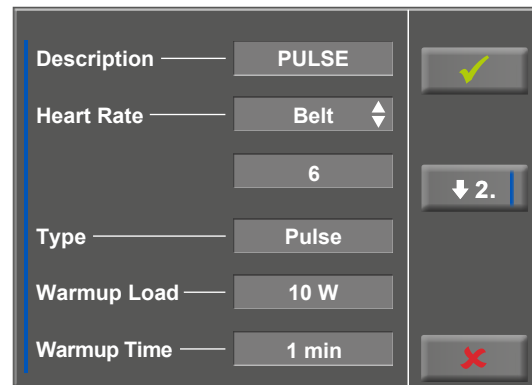 Description PULSE
Heart Rate Belt
6
2.
Type Pulse
Warmup Load 10 W
Warmup Time 1 min